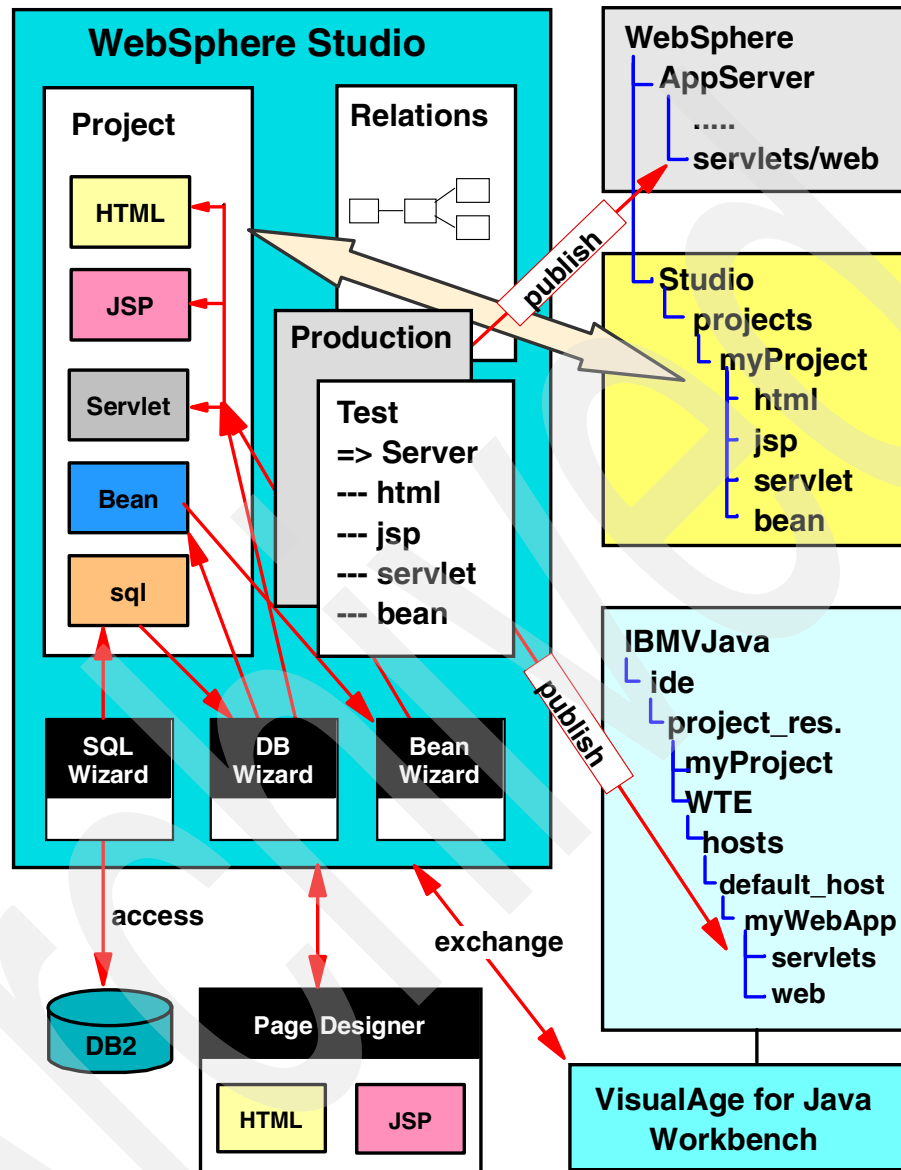 WebSphere Studio
Project
HTML
JSP
Servlet
Bean
sql
Relations
Production
Test
=> Server
--- html
--- jsp
--- servlet
--- bean
SQL
Wizard
DB
Wizard
Bean
Wizard
publish
publish
WebSphere
AppServer
.....
servlets/web
Studio
projects
myProject
html
jsp
servlet
bean
IBMVJava
ide
project_res.
myProject
WTE
hosts
default_host
myWebApp
servlets
web
access
exchange
DB2
Page Designer
HTML
JSP
VisualAge for Java
Workbench